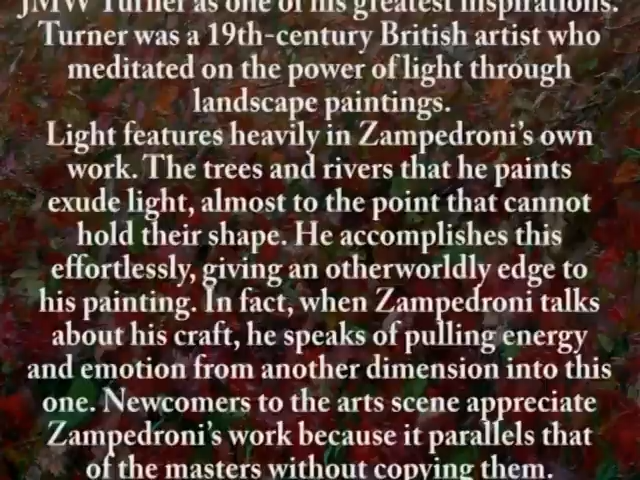 JMW Turner as one of his greatest inspirations.
Turner was a 19th-century British artist who
meditated on the power of light through
landscape paintings.
Light features heavily in Zampedroni's own
work. The trees and rivers that he paints
exude light, almost to the point that cannot
hold their shape. He accomplishes this
effortlessly, giving an otherworldly edge to
his painting. In fact, when Zampedroni talks
about his craft, he speaks of pulling energy
and emotion from another dimension into this
one. Newcomers to the arts scene appreciate
Zampedroni's work because it parallels that
of the masters without copying them.